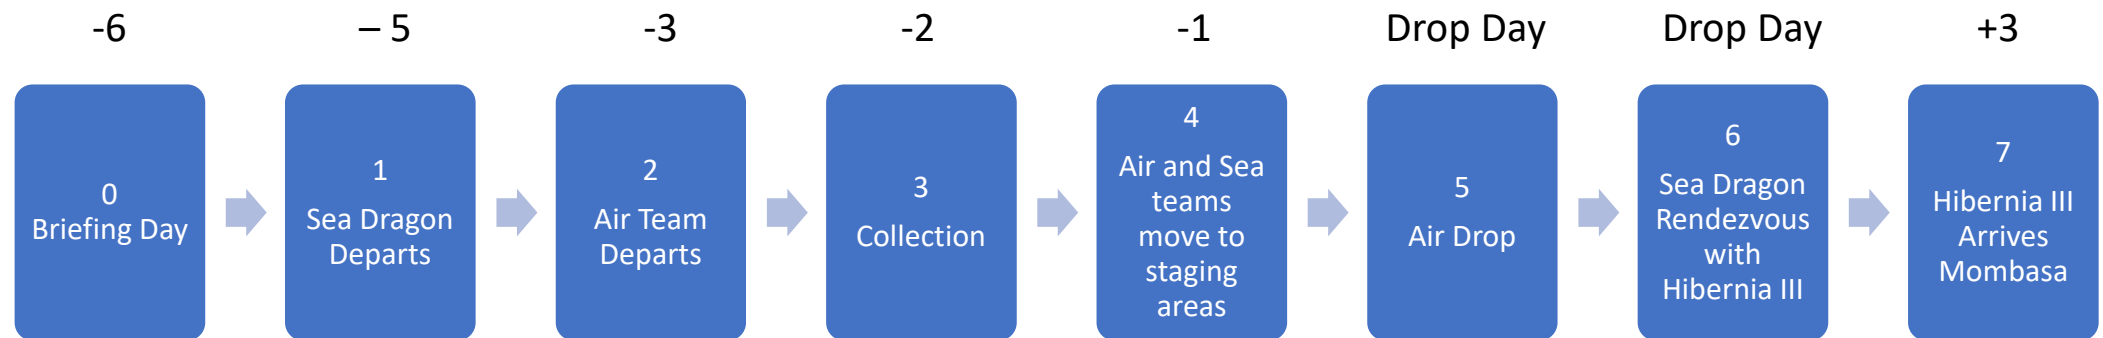 -6
– 5
-3
-2
-1
Drop Day
Drop Day
+3
0
Briefing Day
1
Sea Dragon
Departs
2
Air Team
Departs
3
Collection
4
Air and Sea
teams
move to
staging
areas
5
Air Drop
6
Sea Dragon
Rendezvous
with
Hibernia III
7
Hibernia III
Arrives
Mombasa